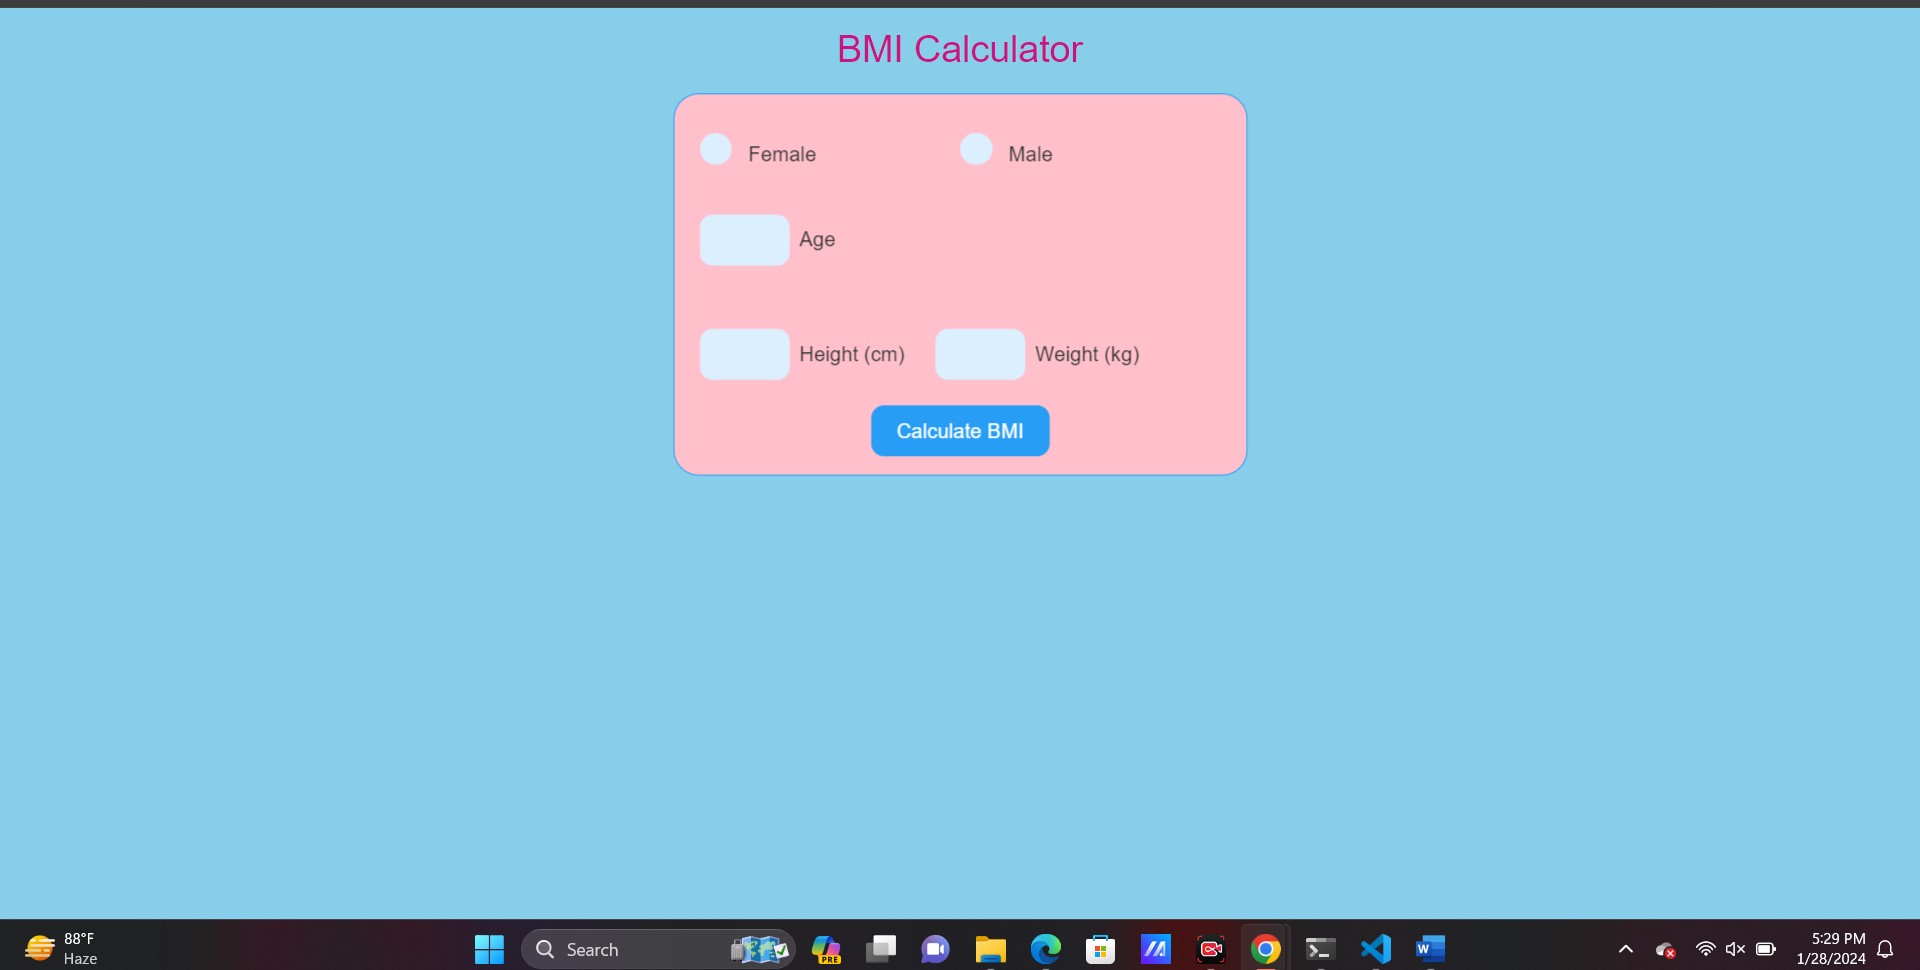 BMI Calculator
Female Male
Age
Height (cm) Weight (kg)
Calculate BMI
88°F
Haze
Search
PRE
W
5:29 PM
1/28/2024